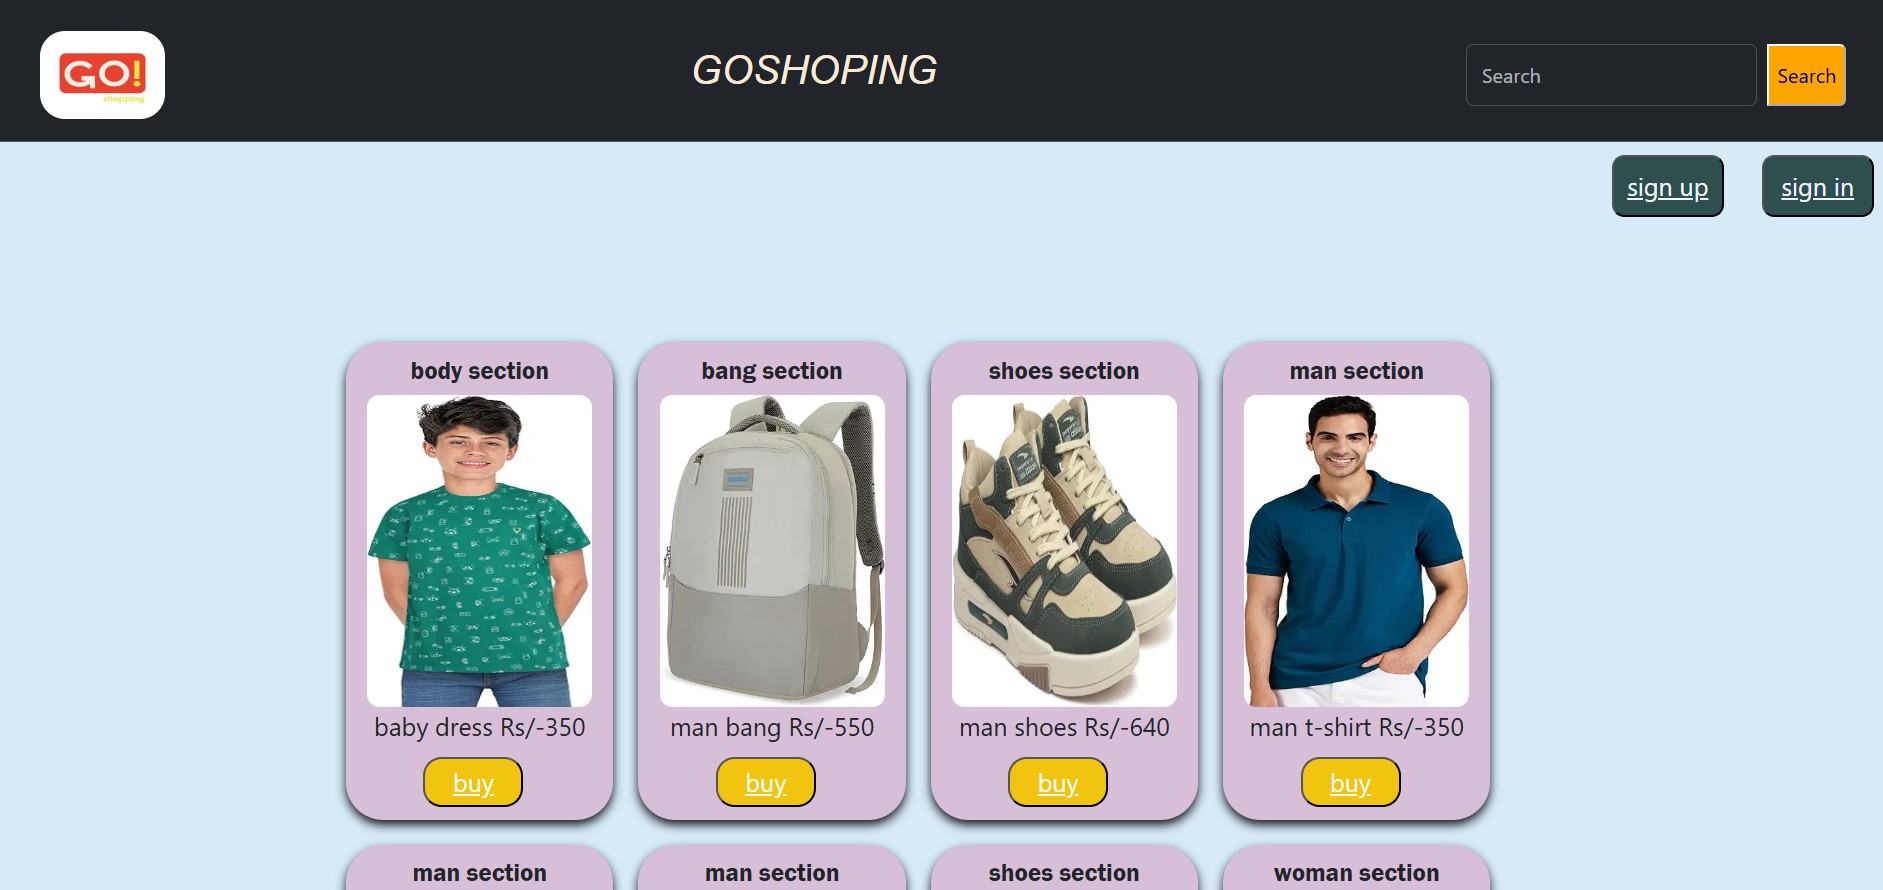 GO!
shopping
GOSHOPING
Search
Search
sign up
sign in
body section
bang section
shoes section
man section
baby dress Rs/-350
man bang Rs/-550
man shoes Rs/-640
man t-shirt Rs/-350
buy
buy
buy
buy
man section
man section
shoes section
woman section